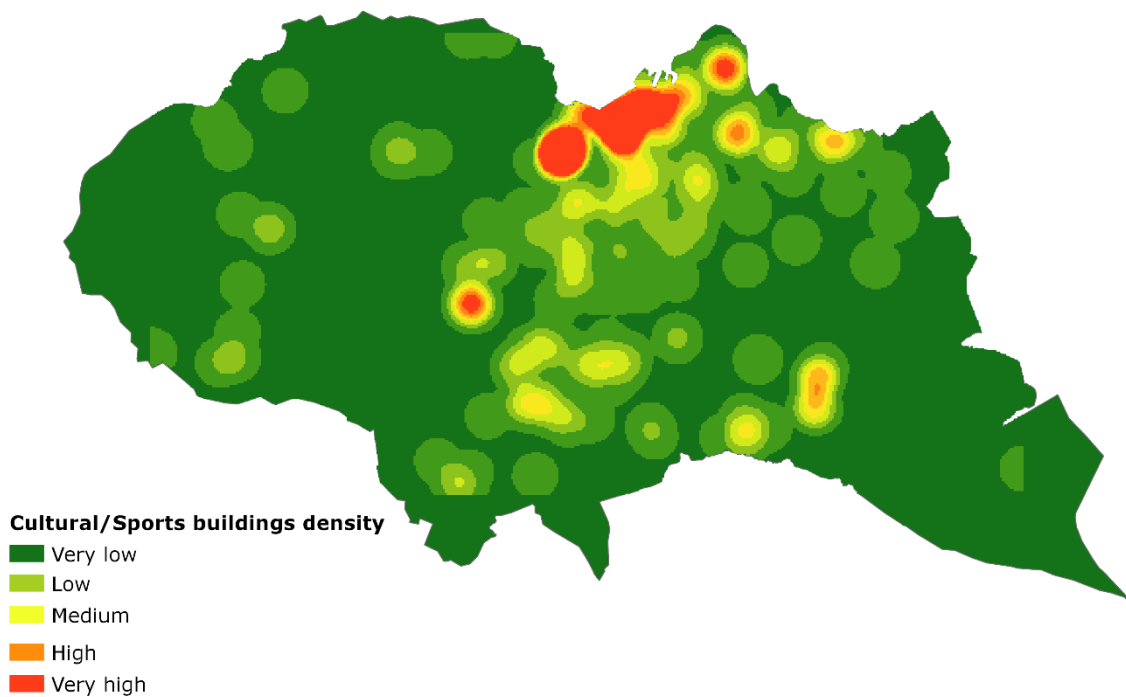 Cultural/Sports buildings density
Very low
Low
Medium
High
Very high